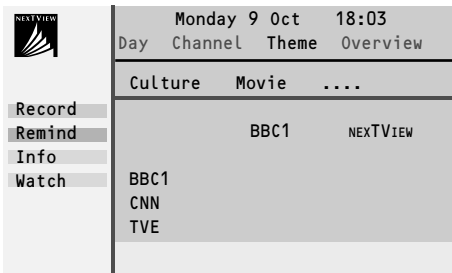 NEXTVIEW
Monday 9 Oct 18:03
Day Channel Theme Overview
Culture Movie ....
Record
Remind
Info
Watch
BBC1 NEXTVIEW
BBC1
CNN
TVE